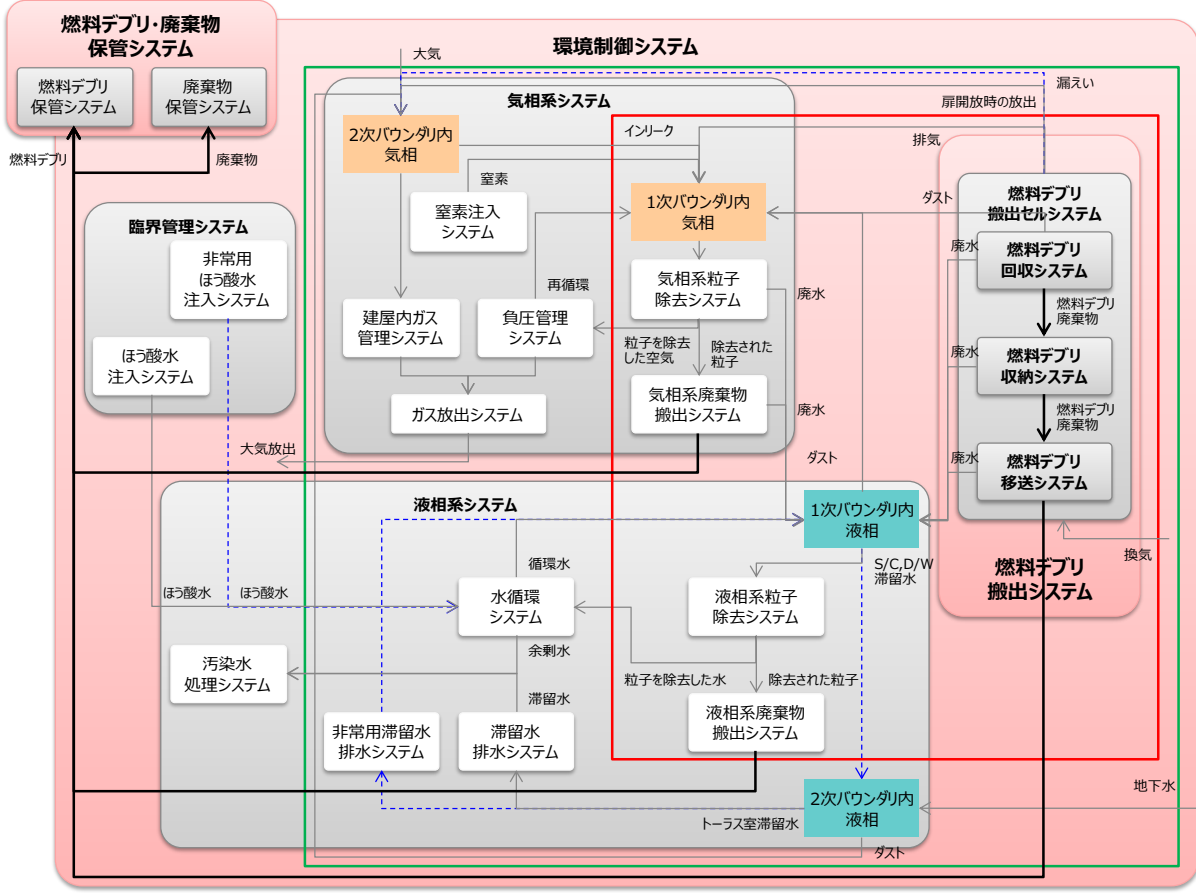 燃料デブリ・廃棄物
保管システム
燃料デブリ
保管システム
廃棄物
保管システム
燃料デブリ
廃棄物
環境制御システム
大気
漏えい
扉開放時の放出
排気
気相系システム
インリーク
2次バウンダリ内
気相
窒素
窒素注入
システム
1次バウンダリ内
気相
ダスト
燃料デブリ
搬出セルシステム
臨界管理システム
非常用
ほう酸水
注入システム
ほう酸水
注入システム
廃水
燃料デブリ
回収システム
気相系粒子
除去システム
廃水
再循環
建屋内ガス
管理システム
負圧管理
システム
粒子を除去
した空気
除去された
粒子
燃料デブリ
廃棄物
廃水
燃料デブリ
収納システム
気相系廃棄物
搬出システム
廃水
ガス放出システム
大気放出
燃料デブリ
廃棄物
ダスト
廃水
燃料デブリ
移送システム
液相系システム
1次バウンダリ内
液相
換気
燃料デブリ
搬出システム
循環水
S/C,D/W
滞留水
ほう酸水
ほう酸水
水循環
システム
液相系粒子
除去システム
余剰水
汚染水
処理システム
粒子を除去した水
除去された粒子
滞留水
非常用滞留水
排水システム
滞留水
排水システム
液相系廃棄物
搬出システム
2次バウンダリ内
液相
地下水
トーラス室滞留水
ダスト